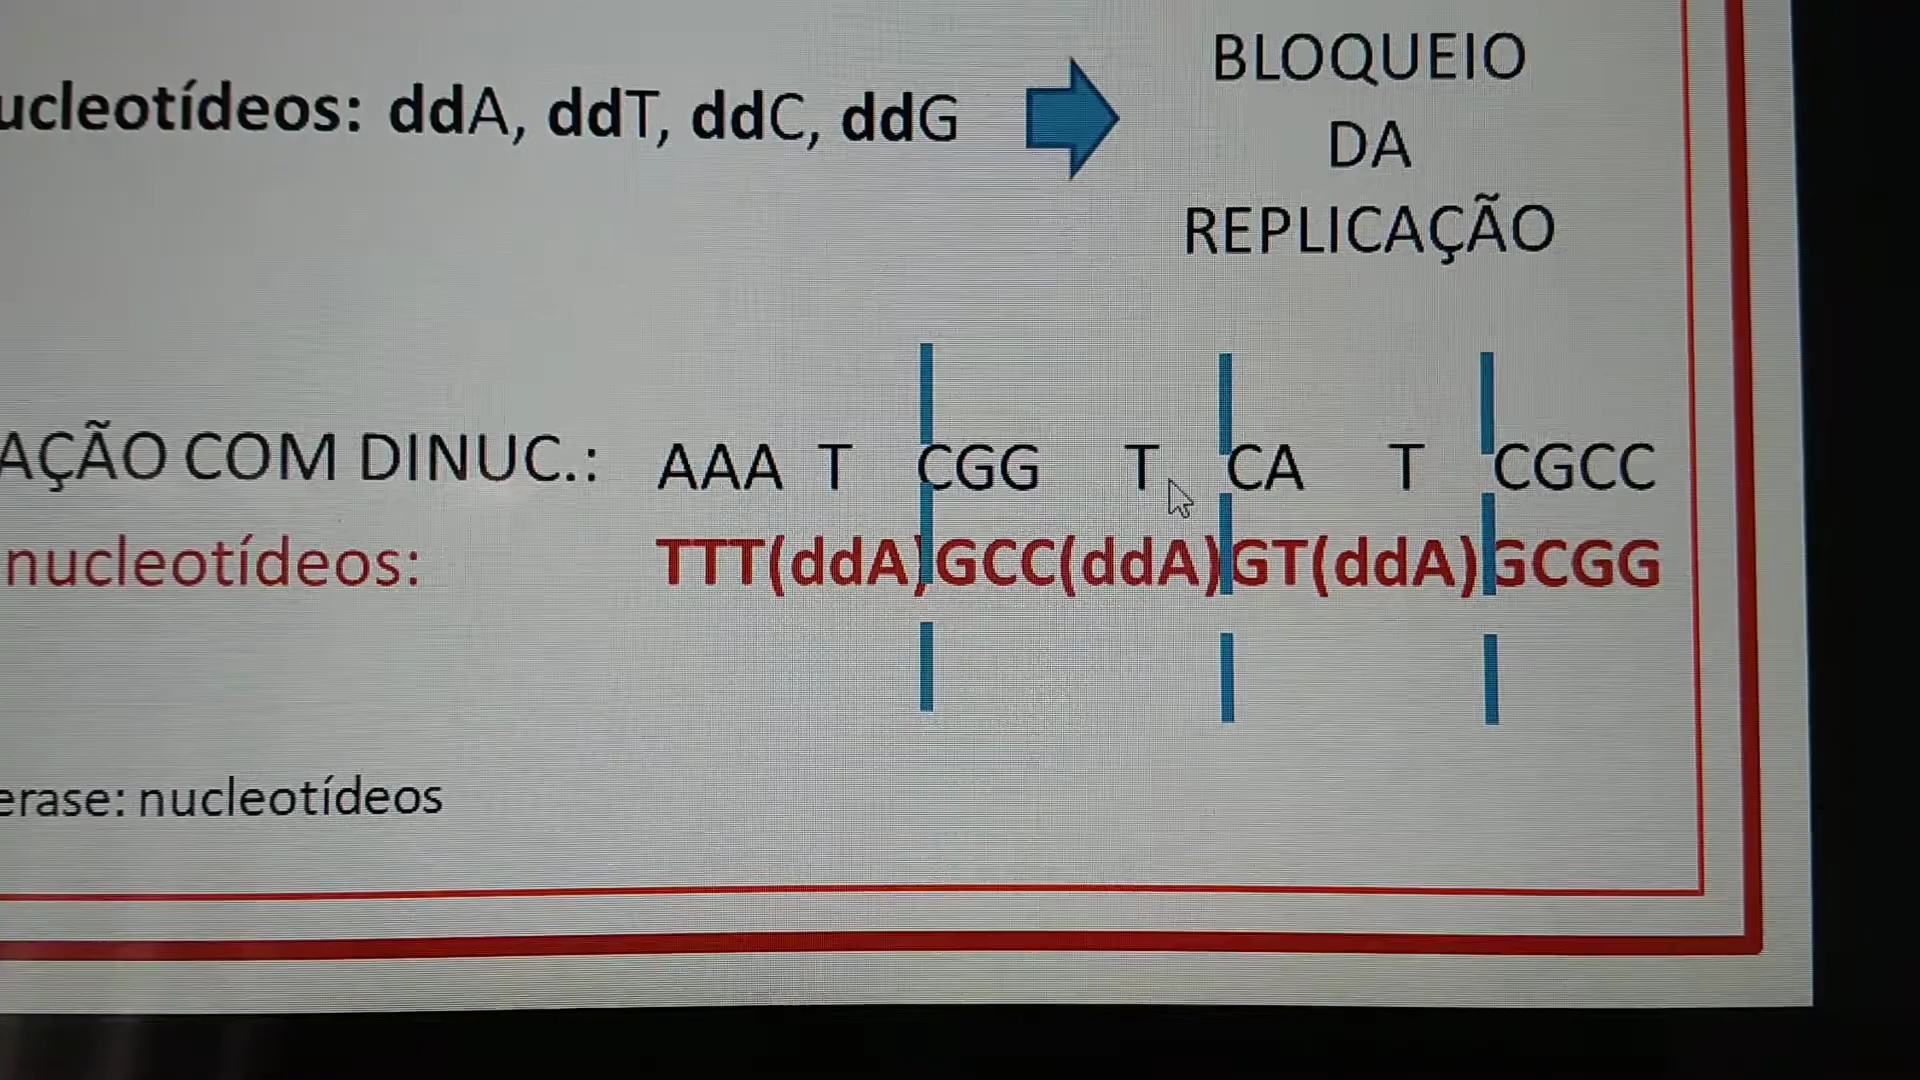 ucleotídeos: ddA, ddT, ddC, ddG
BLOQUEIO
DA
REPLICAÇÃO
AÇÃO COM DINUC.: AAA T CGG T CA T CGCC
nucleotídeos: TTT(ddA)GCC(ddA)GT(ddA)GCGG
erase: nucleotídeos